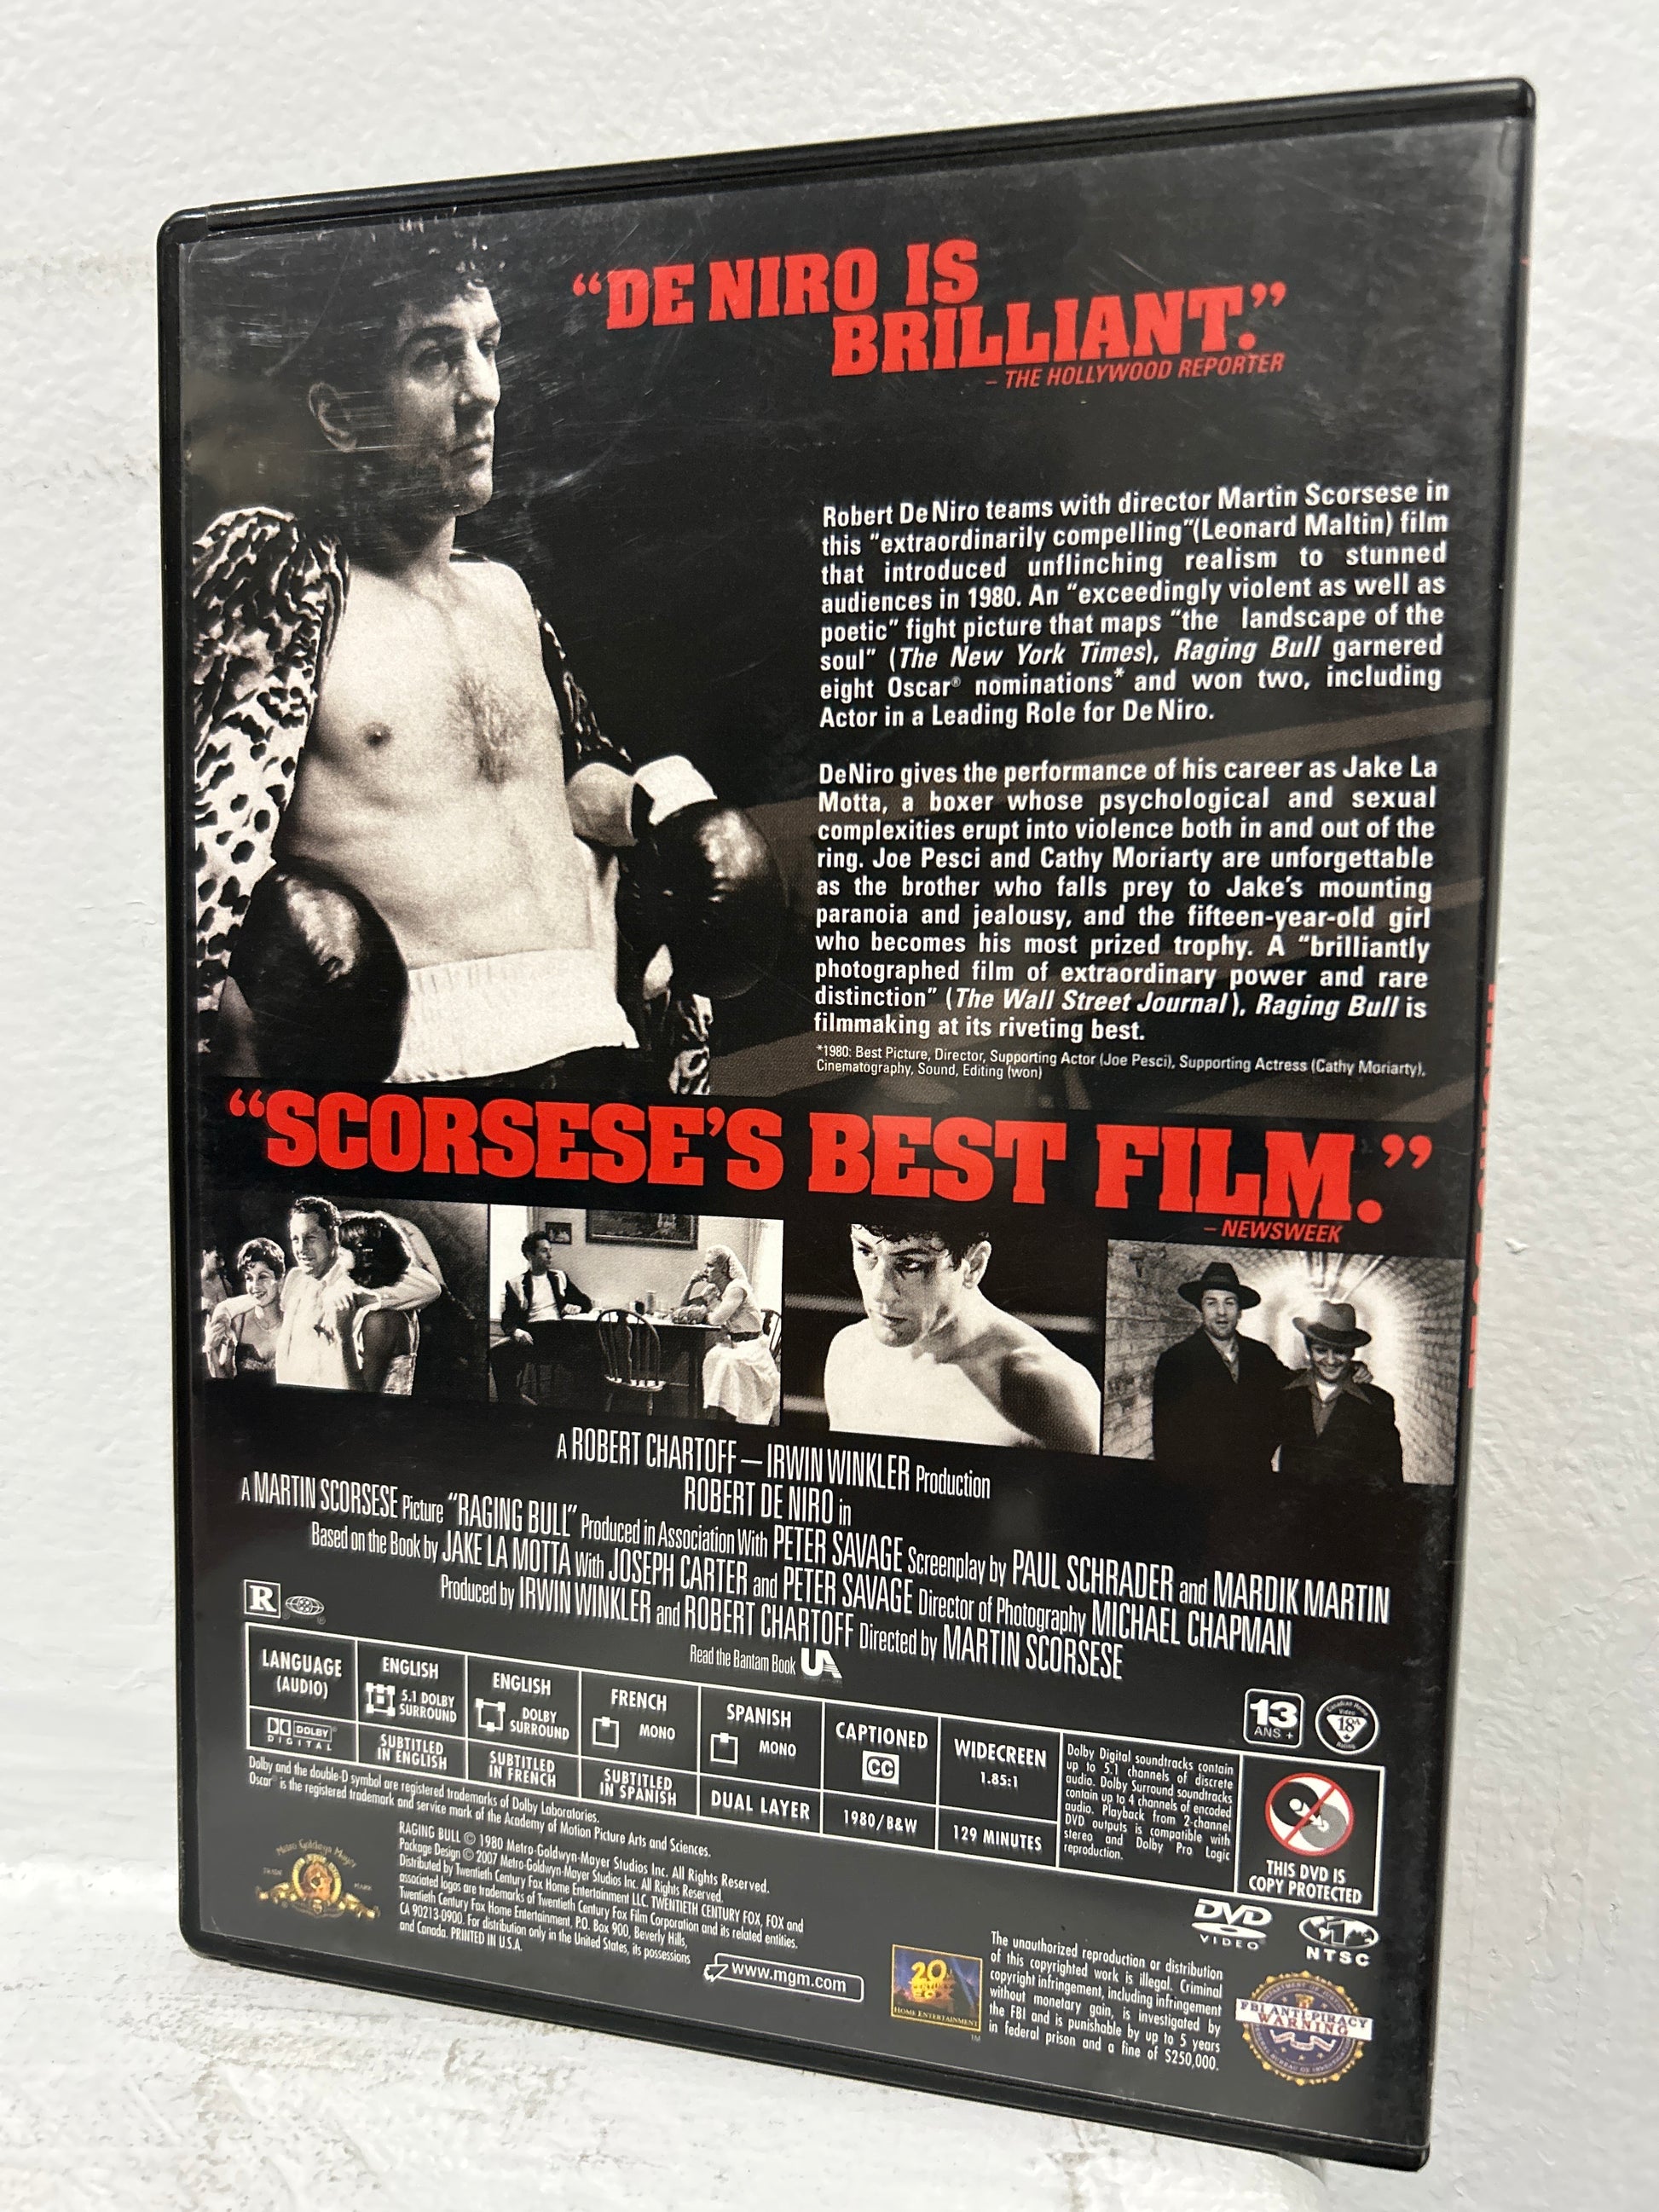 “DE NIRO IS
BRILLIANT.”
– THE HOLLYWOOD REPORTER
Robert De Niro teams with director Martin Scorsese in
this “extraordinarily compelling”(Leonard Maltin) film
that introduced unflinching realism to stunned
audiences in 1980. An “exceedingly violent as well as
poetic” fight picture that maps “the landscape of the
soul” (The New York Times), Raging Bull garnered
eight Oscar® nominations* and won two, including
Actor in a Leading Role for De Niro.
DeNiro gives the performance of his career as Jake La
Motta, a boxer whose psychological and sexual
complexities erupt into violence both in and out of the
ring. Joe Pesci and Cathy Moriarty are unforgettable
as the brother who falls prey to Jake’s mounting
paranoia and jealousy, and the fifteen-year-old girl
who becomes his most prized trophy. A “brilliantly
photographed film of extraordinary power and rare
distinction” (The Wall Street Journal), Raging Bull is
filmmaking at its riveting best.
*1980: Best Picture, Director, Supporting Actor (Joe Pesci), Supporting Actress (Cathy Moriarty),
Cinematography, Sound, Editing (won)
“SCORSESE’S BEST FILM.”
– NEWSWEEK
A ROBERT CHARTOFF – IRWIN WINKLER Production
ROBERT DE NIRO in
A MARTIN SCORSESE Picture “RAGING BULL” Produced in Association With PETER SAVAGE Screenplay by PAUL SCHRADER and MARDIK MARTIN
Based on the Book by JAKE LA MOTTA With JOSEPH CARTER and PETER SAVAGE Director of Photography MICHAEL CHAPMAN
Produced by IRWIN WINKLER and ROBERT CHARTOFF Directed by MARTIN SCORSESE
Read the Bantam Book UA
R
13
ANS +
18A
LANGUAGE
(AUDIO)
ENGLISH
5.1 DOLBY
SURROUND
ENGLISH
DOLBY
SURROUND
FRENCH
MONO
SPANISH
MONO
CAPTIONED
CC
WIDECREEN
1.85:1
DOLBY
DIGITAL
SUBTITLED
IN ENGLISH
SUBTITLED
IN FRENCH
SUBTITLED
IN SPANISH
DUAL LAYER
1980/B&W
129 MINUTES
Dolby Digital soundtracks contain
up to 5.1 channels of discrete
audio. Dolby Surround soundtracks
contain up to 4 channels of encoded
audio. Playback from 2-channel
DVD outputs is compatible with
stereo and Dolby Pro Logic
reproduction.
THIS DVD IS
COPY PROTECTED
Dolby and the double-D symbol are registered trademarks of Dolby Laboratories.
Oscar® is the registered trademark and service mark of the Academy of Motion Picture Arts and Sciences.
RAGING BULL © 1980 Metro-Goldwyn-Mayer Studios Inc. All Rights Reserved.
Package Design © 2007 Metro-Goldwyn-Mayer Studios Inc. All Rights Reserved.
Distributed by Twentieth Century Fox Home Entertainment LLC. TWENTIETH CENTURY FOX, FOX and
associated logos are trademarks of Twentieth Century Fox Film Corporation and its related entities.
Twentieth Century Fox Home Entertainment, P.O. Box 900, Beverly Hills,
CA 90213-0900. For distribution only in the United States, its possessions
and Canada. PRINTED IN U.S.A.
Metro Goldwyn Mayer
www.mgm.com
20
HOME ENTERTAINMENT
TM
The unauthorized reproduction or distribution
of this copyrighted work is illegal. Criminal
copyright infringement, including infringement
without monetary gain, is investigated by
the FBI and is punishable by up to 5 years
in federal prison and a fine of $250,000.
DVD
VIDEO
1
NTSC
FBI ANTI-PIRACY
WARNING